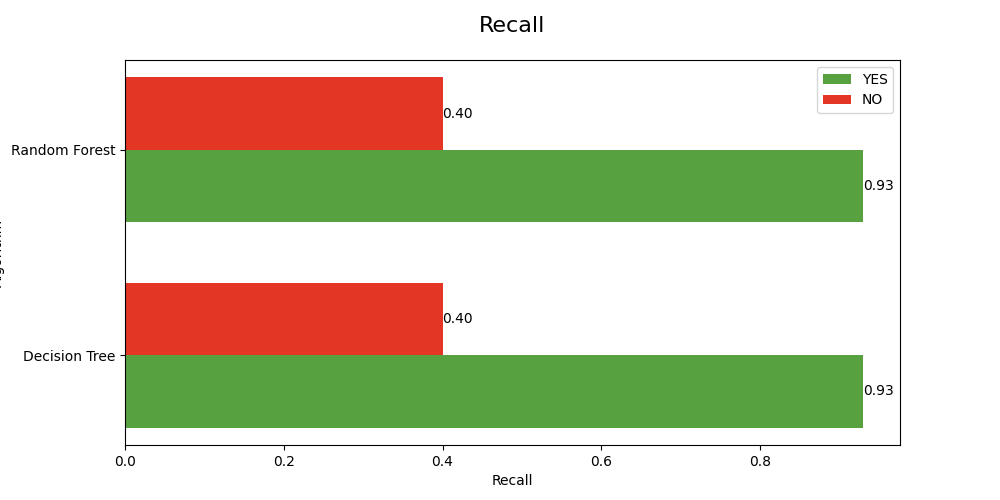 Recall
YES
NO
0.40
Random Forest
0.93
0.40
Decision Tree
0.93
0.0 0.2 0.4 0.6 0.8
Recall